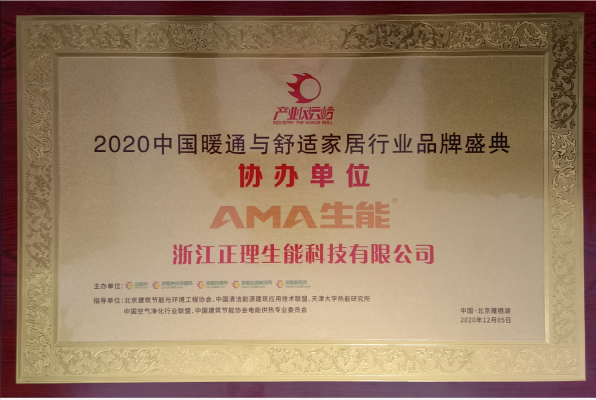 产业风云榜
INDUSTRY THE HONOR ROLL
2020中国暖通与舒适家居行业品牌盛典
协办单位
AMA生能®
浙江正理生能科技有限公司
主办单位:
指导单位:北京建筑节能与环境工程协会、中国清洁能源建筑应用技术联盟、天津大学热能研究所
中国空气净化行业联盟、中国建筑节能协会电能供热专业委员会
中国·北京雁栖湖
2020年12月05日